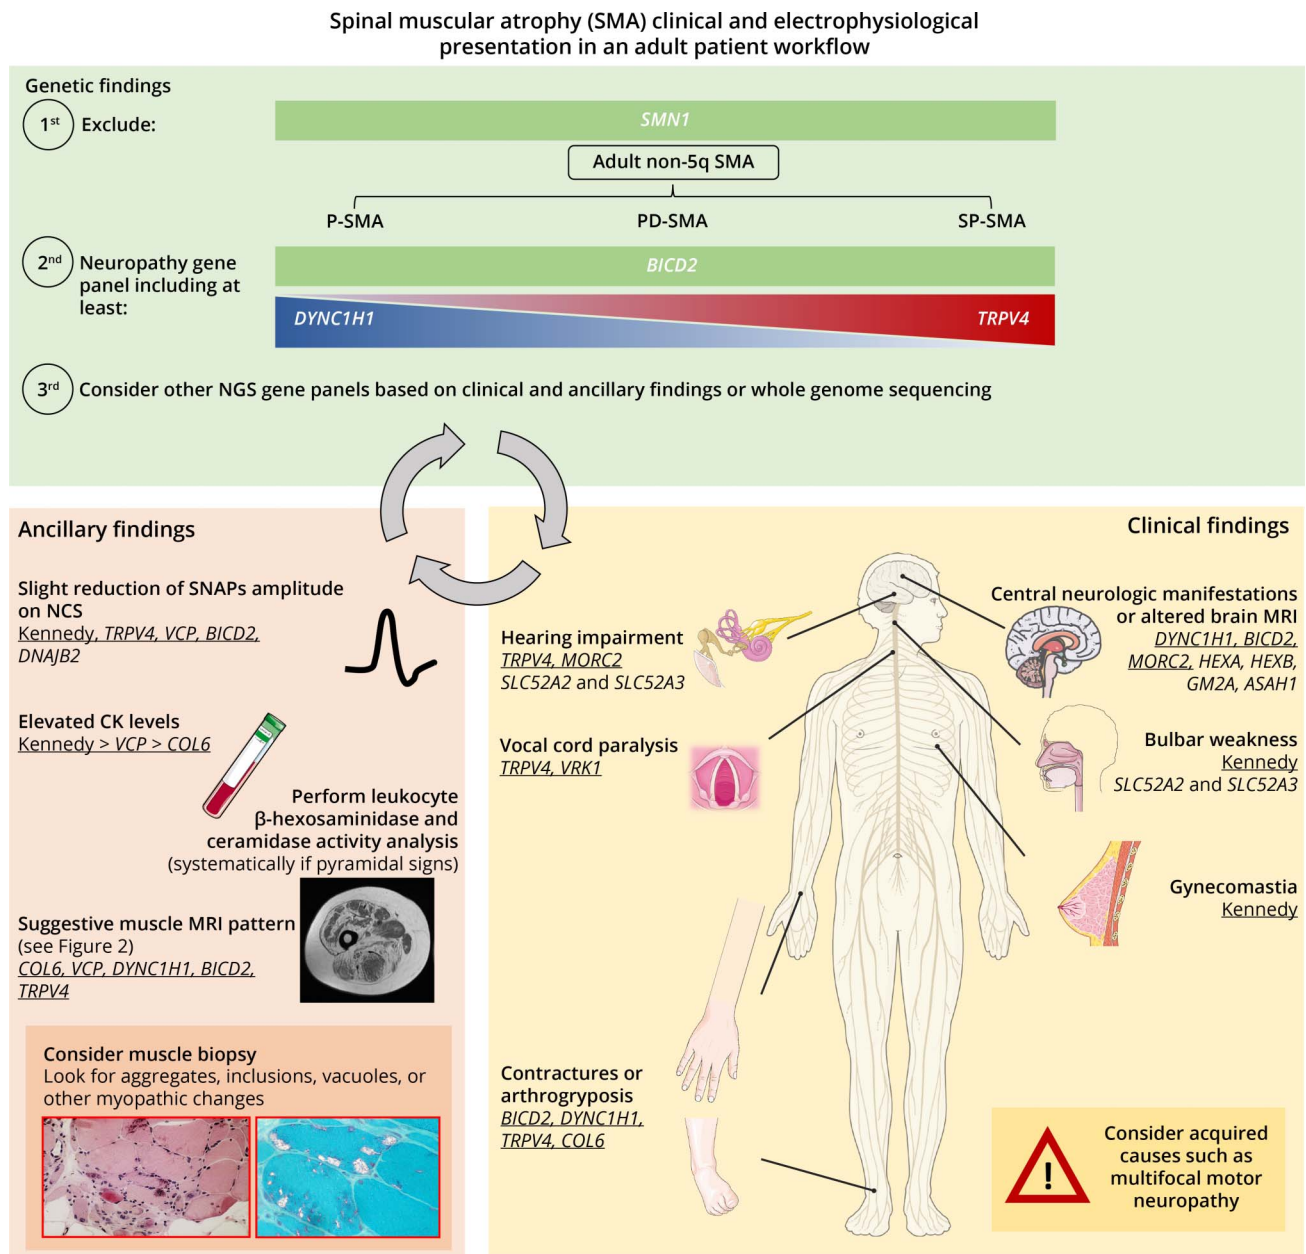 Spinal muscular atrophy (SMA) clinical and electrophysiological
presentation in an adult patient workflow
Genetic findings
1st Exclude:
SMN1
Adult non-5q SMA
P-SMA PD-SMA SP-SMA
2nd Neuropathy gene
panel including at
least:
BICD2
DYNC1H1 TRPV4
3rd Consider other NGS gene panels based on clinical and ancillary findings or whole genome sequencing
Ancillary findings
Slight reduction of SNAPs amplitude
on NCS
Kennedy, TRPV4, VCP, BICD2,
DNAJB2
Elevated CK levels
Kennedy > VCP > COL6
Perform leukocyte
β-hexosaminidase and
ceramidase activity analysis
(systematically if pyramidal signs)
Suggestive muscle MRI pattern
(see Figure 2)
COL6, VCP, DYNC1H1, BICD2,
TRPV4
Consider muscle biopsy
Look for aggregates, inclusions, vacuoles, or
other myopathic changes
Clinical findings
Hearing impairment
TRPV4, MORC2
SLC52A2 and SLC52A3
Vocal cord paralysis
TRPV4, VRK1
Contractures or
arthrogryposis
BICD2, DYNC1H1,
TRPV4, COL6
Central neurologic manifestations
or altered brain MRI
DYNC1H1, BICD2,
MORC2, HEXA, HEXB,
GM2A, ASAH1
Bulbar weakness
Kennedy
SLC52A2 and SLC52A3
Gynecomastia
Kennedy
!
Consider acquired
causes such as
multifocal motor
neuropathy